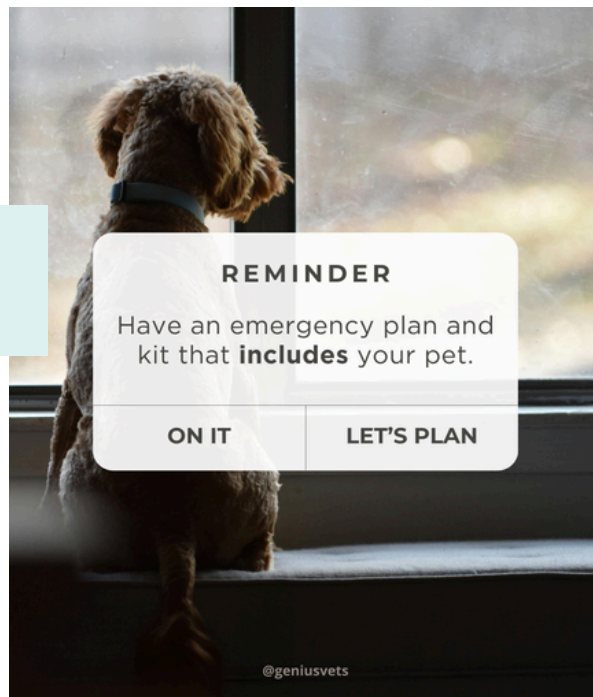 REMINDER
Have an emergency plan and
kit that includes your pet.
ON IT
LET’S PLAN
@geniusvets